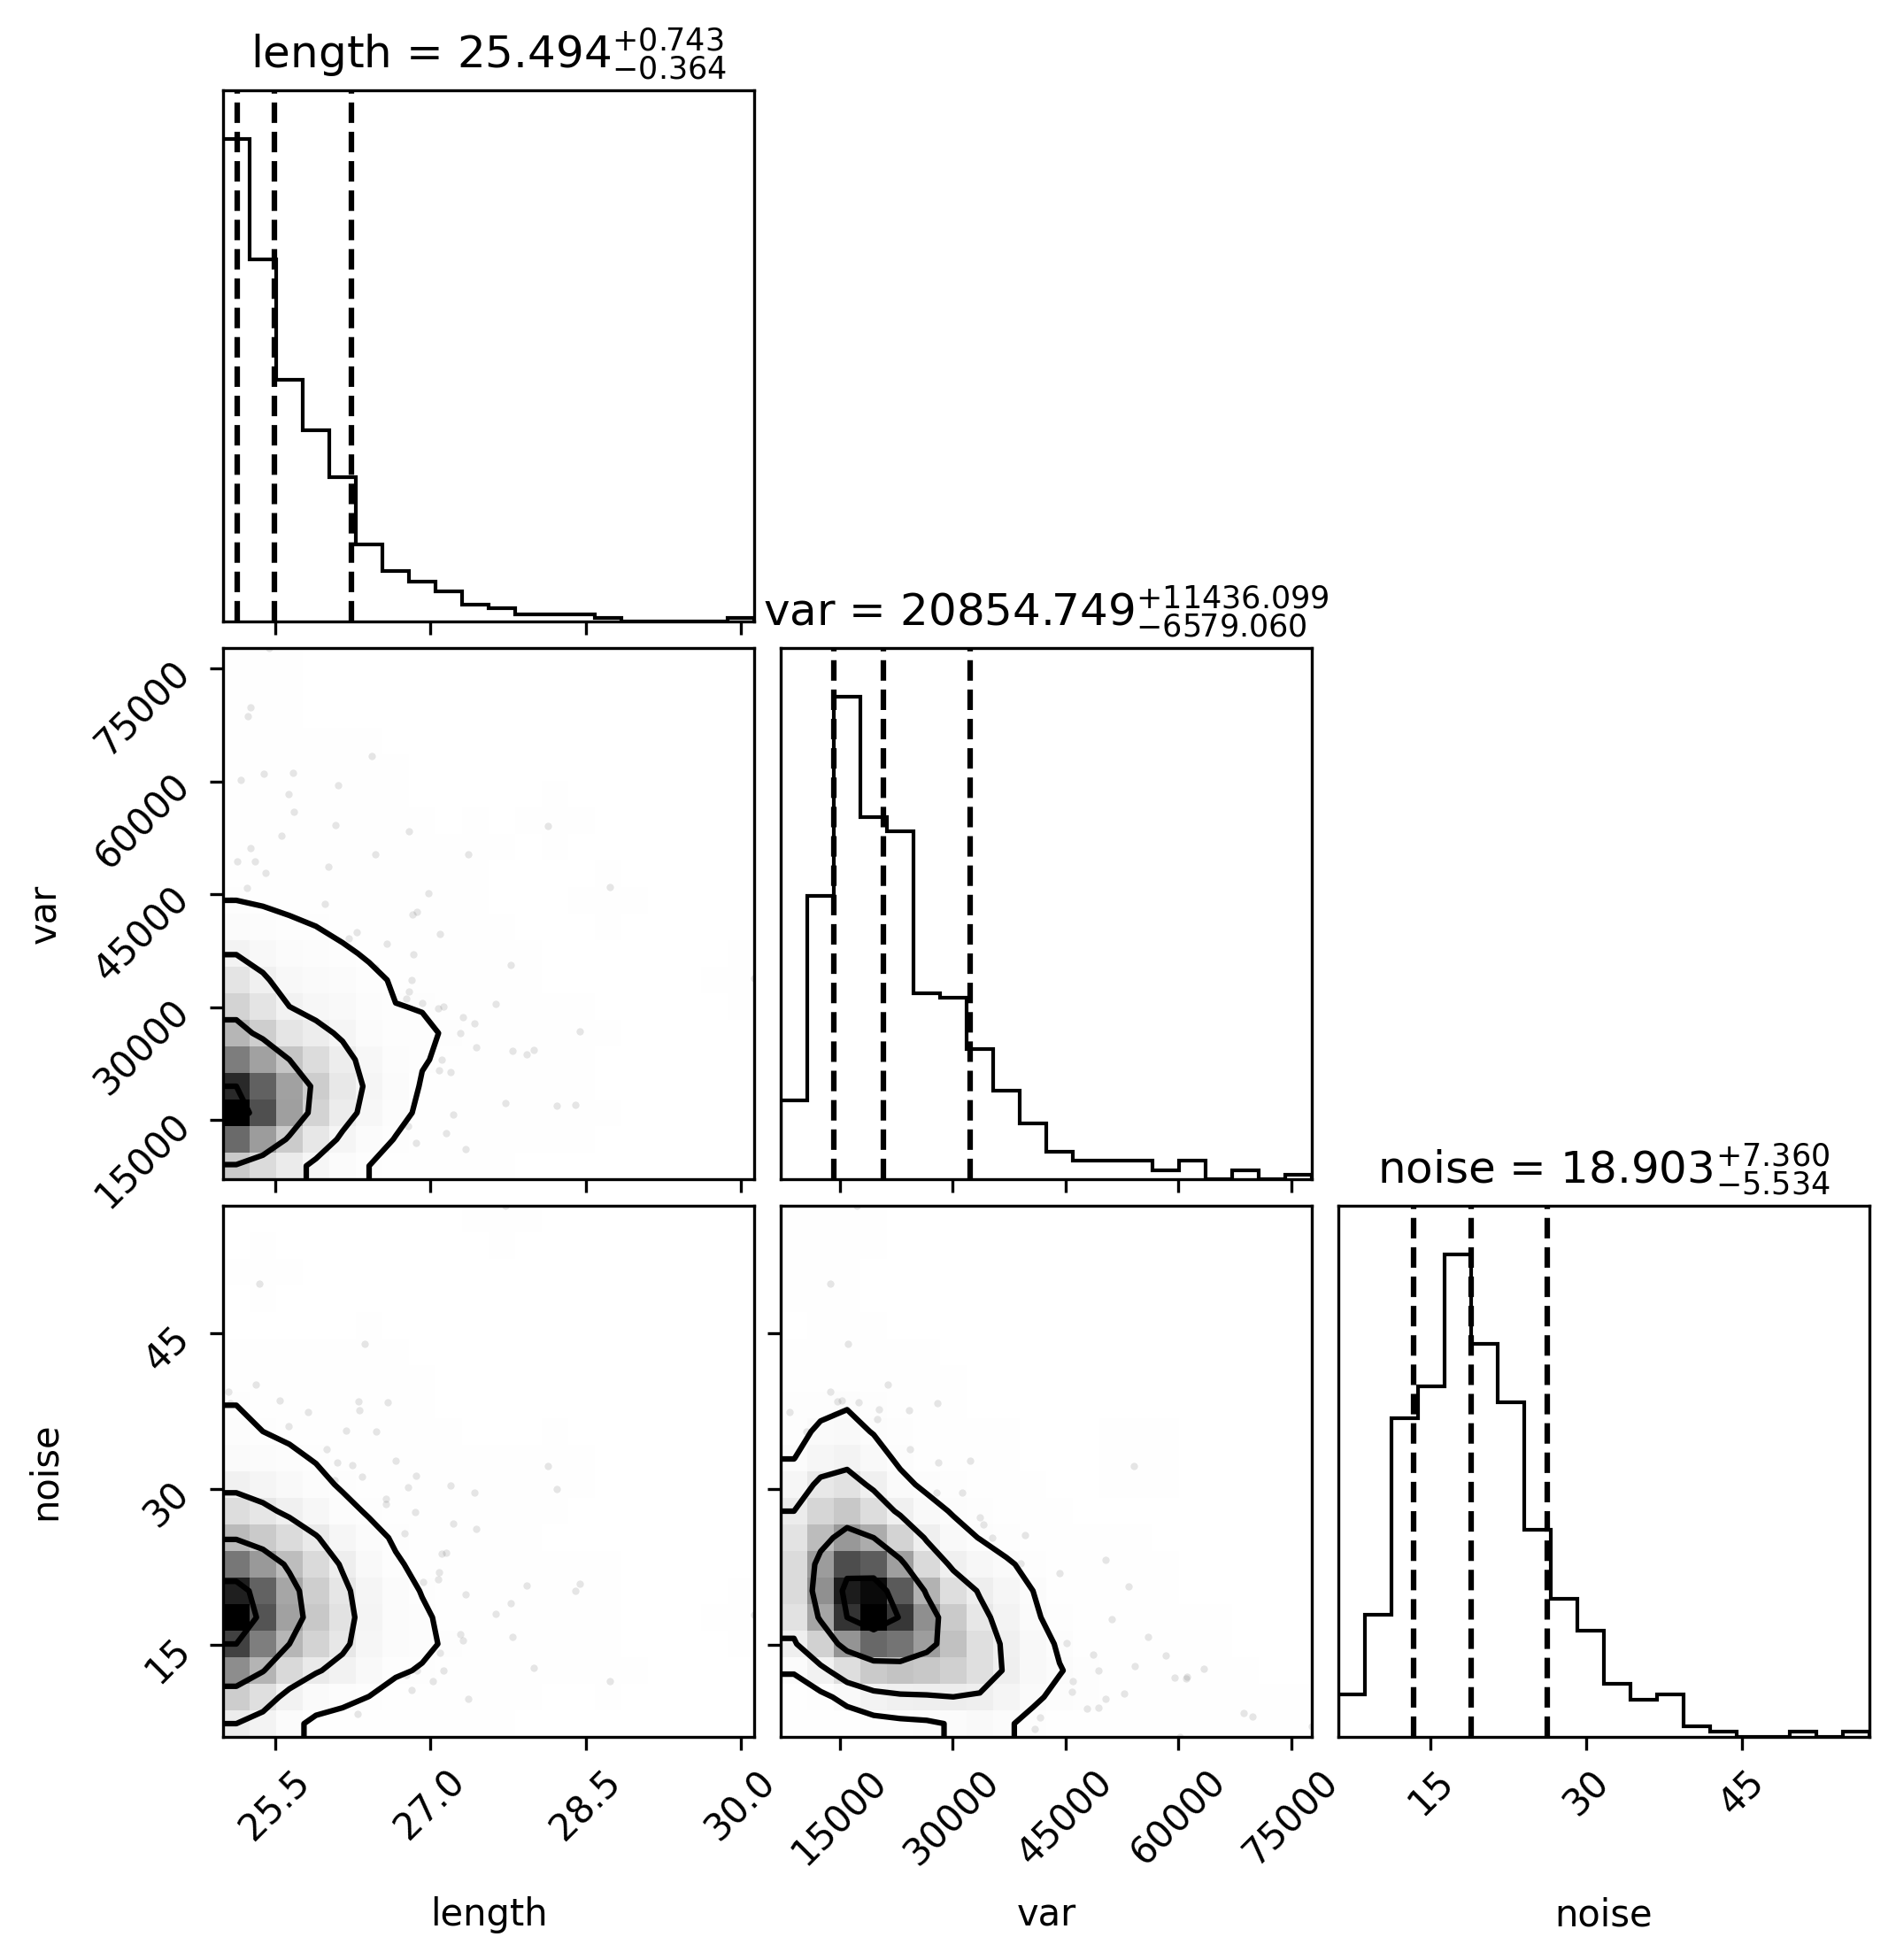 length = 25.494+0.743−0.364
var = 20854.749+11436.099−6579.060
75000
60000
45000
30000
15000
var
noise = 18.903+7.360−5.534
45
30
15
noise
25.5 27.0 28.5 30.0
15000 30000 45000 60000 75000
15 30 45
length var noise